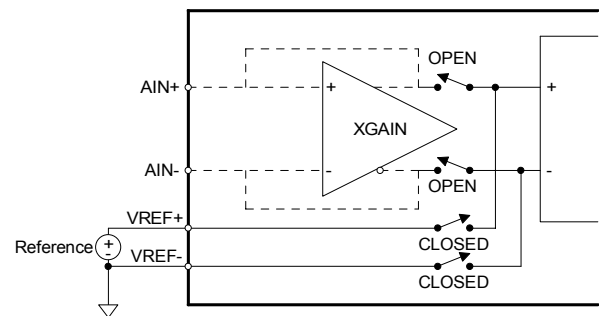 OPEN
AIN+
+
+
XGAIN
AIN-
-
-
OPEN
VREF+
CLOSED
Reference
+
-
VREF-
CLOSED